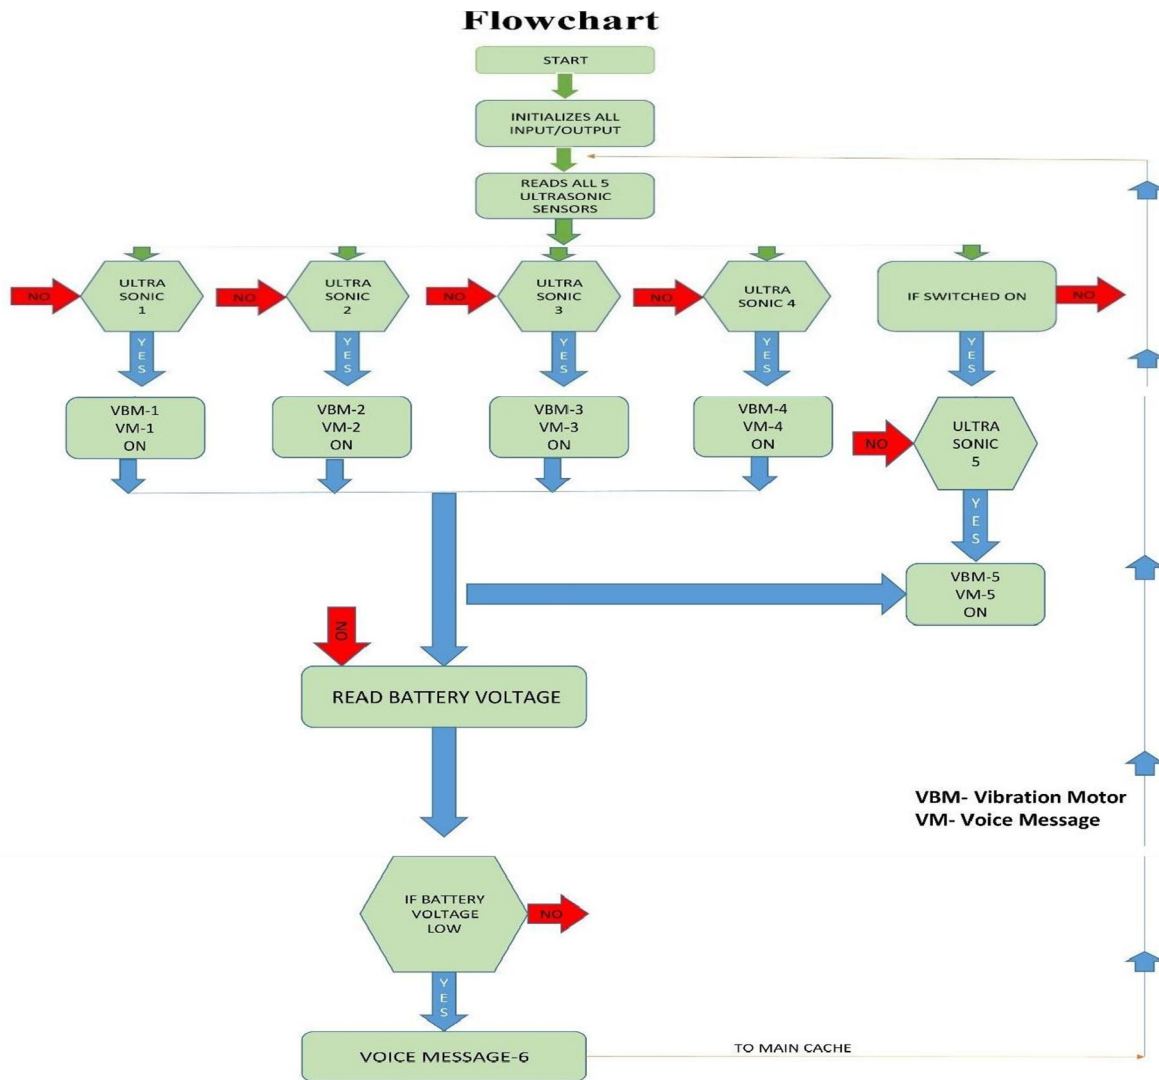 Flowchart
START
INITIALIZES ALL
INPUT/OUTPUT
READS ALL 5
ULTRASONIC
SENSORS
NO
ULTRA
SONIC
1
NO
ULTRA
SONIC
2
NO
ULTRA
SONIC
3
NO
ULTRA
SONIC 4
IF SWITCHED ON
NO
YES
YES
YES
YES
YES
VBM-1
VM-1
ON
VBM-2
VM-2
ON
VBM-3
VM-3
ON
VBM-4
VM-4
ON
NO
ULTRA
SONIC
5
YES
VBM-5
VM-5
ON
NO
READ BATTERY VOLTAGE
VBM- Vibration Motor
VM- Voice Message
IF BATTERY
VOLTAGE
LOW
NO
YES
VOICE MESSAGE-6
TO MAIN CACHE